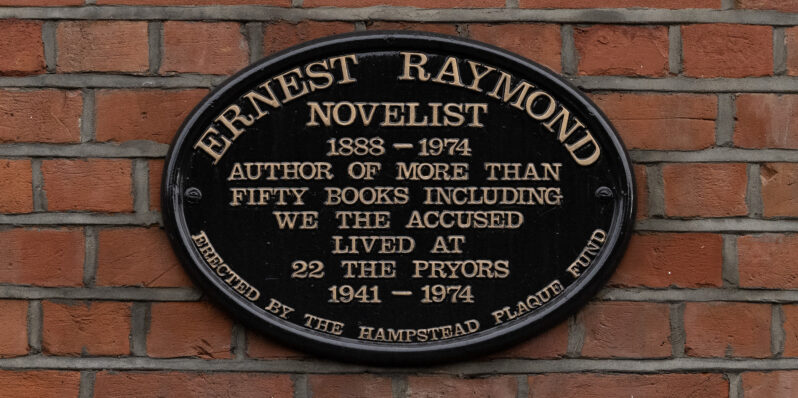 ERNEST RAYMOND
NOVELIST
1888 – 1974
AUTHOR OF MORE THAN
FIFTY BOOKS INCLUDING
WE THE ACCUSED
LIVED AT
22 THE PRYORS
1941 – 1974
ERECTED BY THE HAMPSTEAD PLAQUE FUND